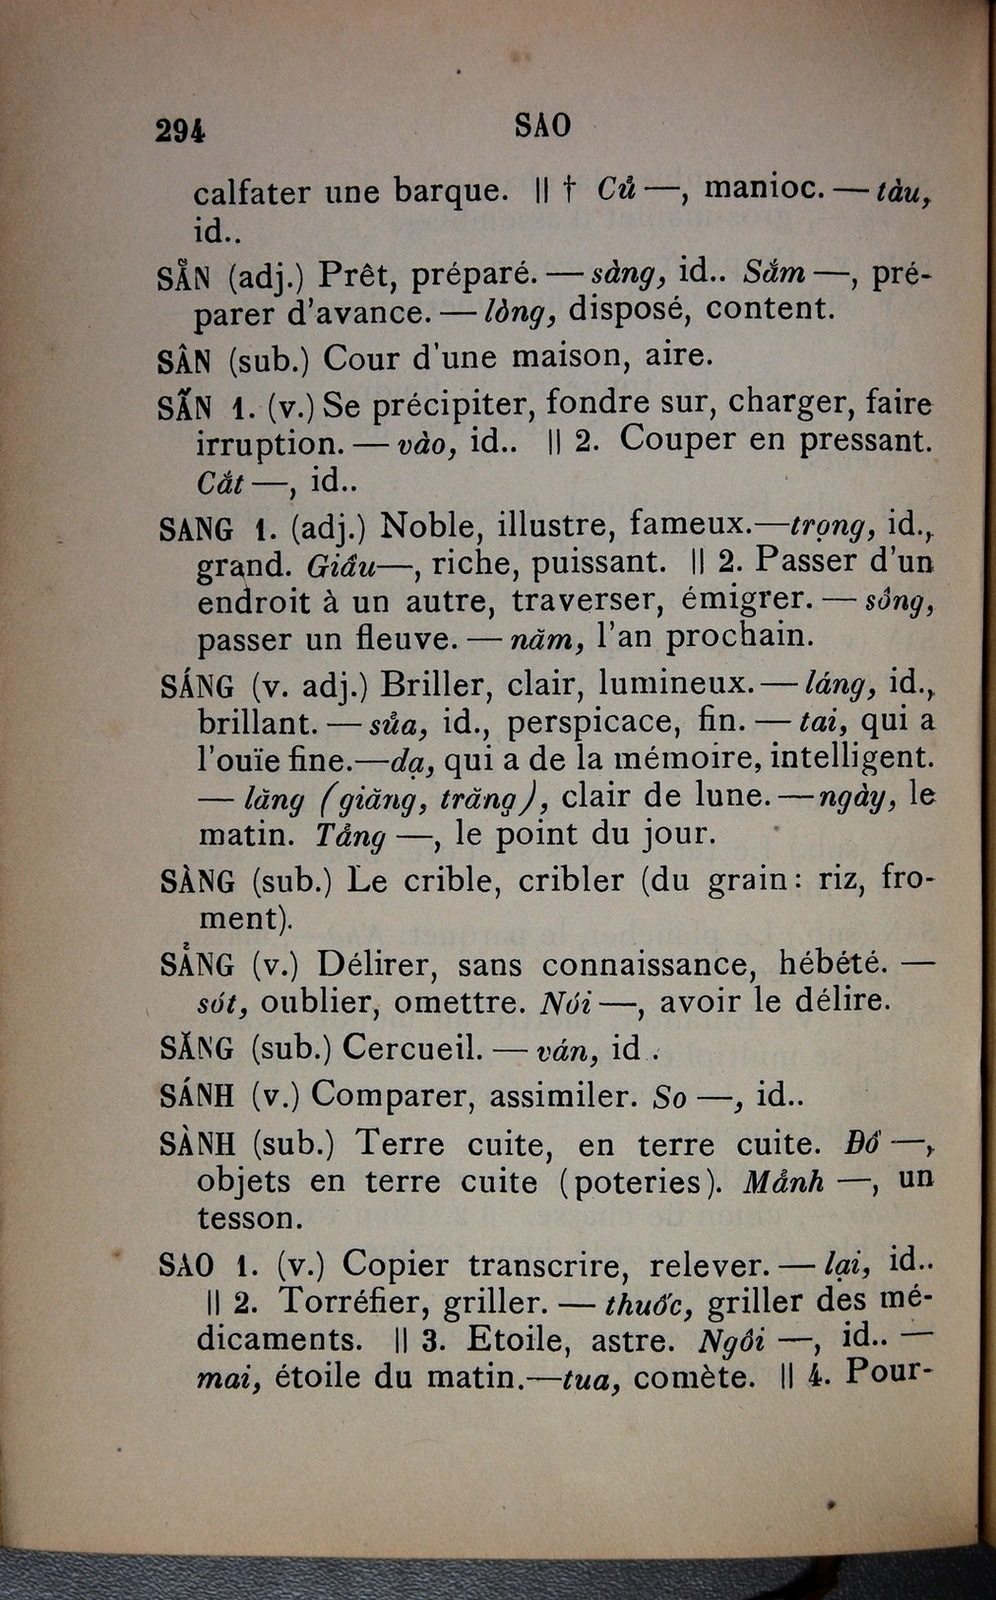 294
SAO
calfater une barque. || † Củ —, manioc. — tàu,
id..
SẴN (adj.) Prêt, préparé. — sàng, id.. Sắm —, pré-
parer d'avance. — lòng, disposé, content.
SÂN (sub.) Cour d'une maison, aire.
SẤN 1. (v.) Se précipiter, fondre sur, charger, faire
irruption. — vào, id.. || 2. Couper en pressant.
Cắt —, id..
SANG 1. (adj.) Noble, illustre, fameux.—trọng, id.,
grand. Giầu—, riche, puissant. || 2. Passer d'un
endroit à un autre, traverser, émigrer. — sông,
passer un fleuve. — năm, l'an prochain.
SÁNG (v. adj.) Briller, clair, lumineux. — láng, id.,
brillant. — sủa, id., perspicace, fin. — tai, qui a
l'ouïe fine.—dạ, qui a de la mémoire, intelligent.
— lăng (giăng, trăng), clair de lune. — ngày, le
matin. Tảng —, le point du jour.
SÀNG (sub.) Le crible, cribler (du grain: riz, fro-
ment).
SẢNG (v.) Délirer, sans connaissance, hébété. —
sót, oublier, omettre. Nói —, avoir le délire.
SĂNG (sub.) Cercueil. — ván, id .
SÁNH (v.) Comparer, assimiler. So —, id..
SÀNH (sub.) Terre cuite, en terre cuite. Đồ —,
objets en terre cuite (poteries). Mảnh —, un
tesson.
SAO 1. (v.) Copier transcrire, relever. — lại, id..
|| 2. Torréfier, griller. — thuốc, griller des mé-
dicaments. || 3. Etoile, astre. Ngôi —, id.. —
mai, étoile du matin.—tua, comète. || 4. Pour-